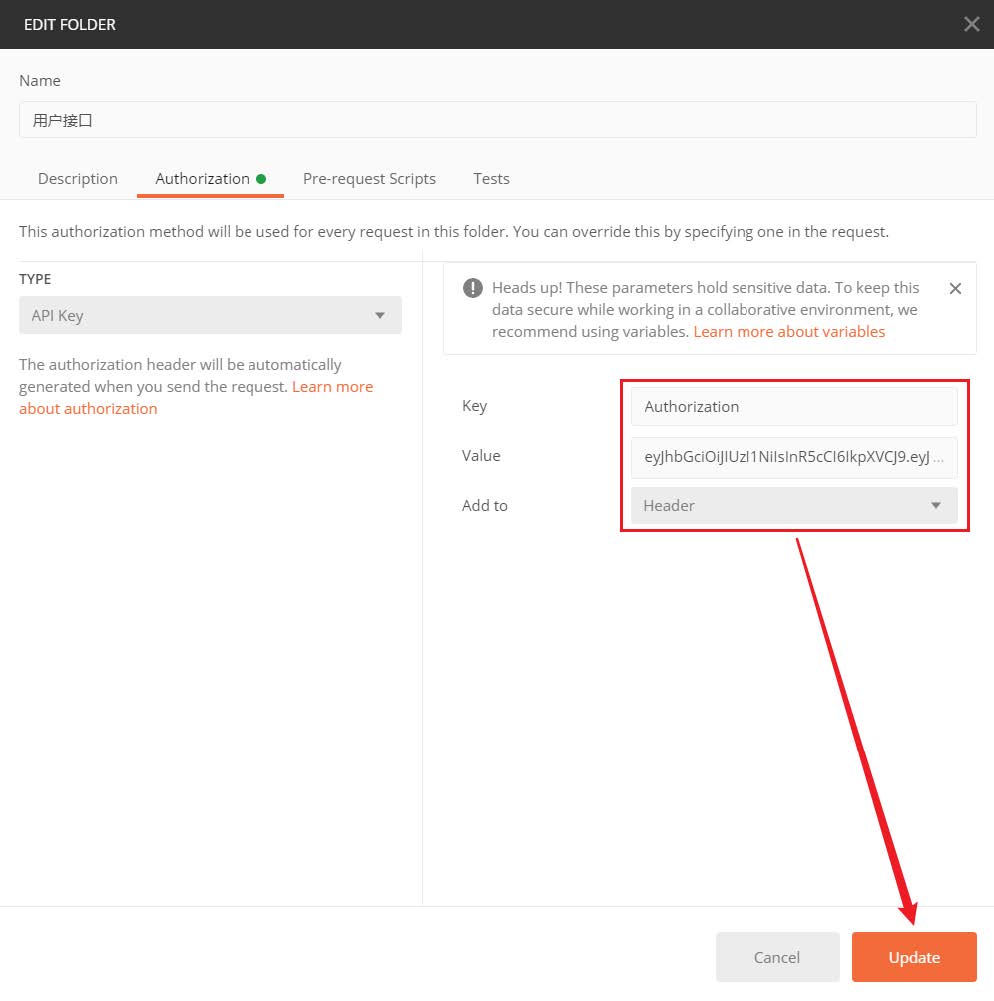 EDIT FOLDER
Name
用户接口
Description
Authorization
Pre-request Scripts
Tests
This authorization method will be used for every request in this folder. You can override this by specifying one in the request.
TYPE
API Key
The authorization header will be automatically
generated when you send the request. Learn more
about authorization
Heads up! These parameters hold sensitive data. To keep this
data secure while working in a collaborative environment, we
recommend using variables. Learn more about variables
Key
Authorization
Value
eyJhbGciOiJIUzI1NiIsInR5cCI6IkpXVCJ9.eyJ ...
Add to
Header
Cancel
Update